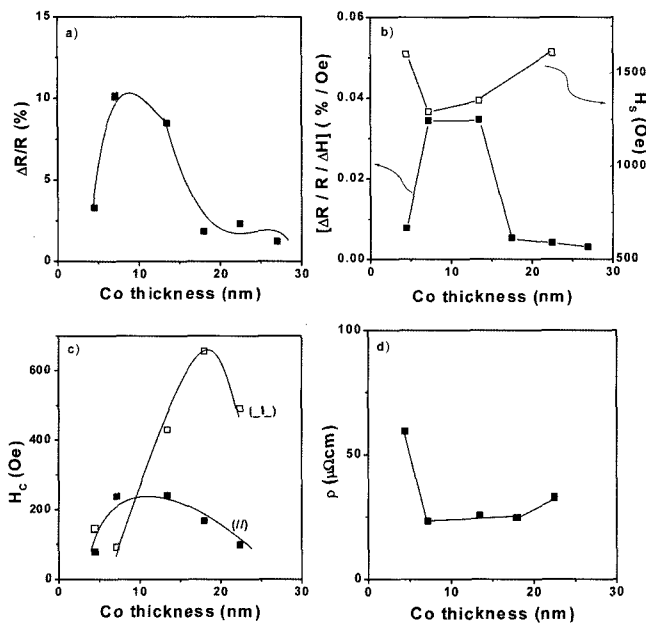 a)
ΔR/R (%)
15
10
5
0
0 10 20 30
Co thickness (nm)
b)
[ΔR / R / ΔH] ( % / Oe)
0.06
0.04
0.02
0.00
0 10 20 30
Co thickness (nm)
1500
1000
500
H_S (Oe)
c)
H_C (Oe)
600
400
200
0
(_I_)
(//)
0 10 20 30
Co thickness (nm)
d)
ρ (μΩcm)
100
50
0
0 10 20 30
Co thickness (nm)